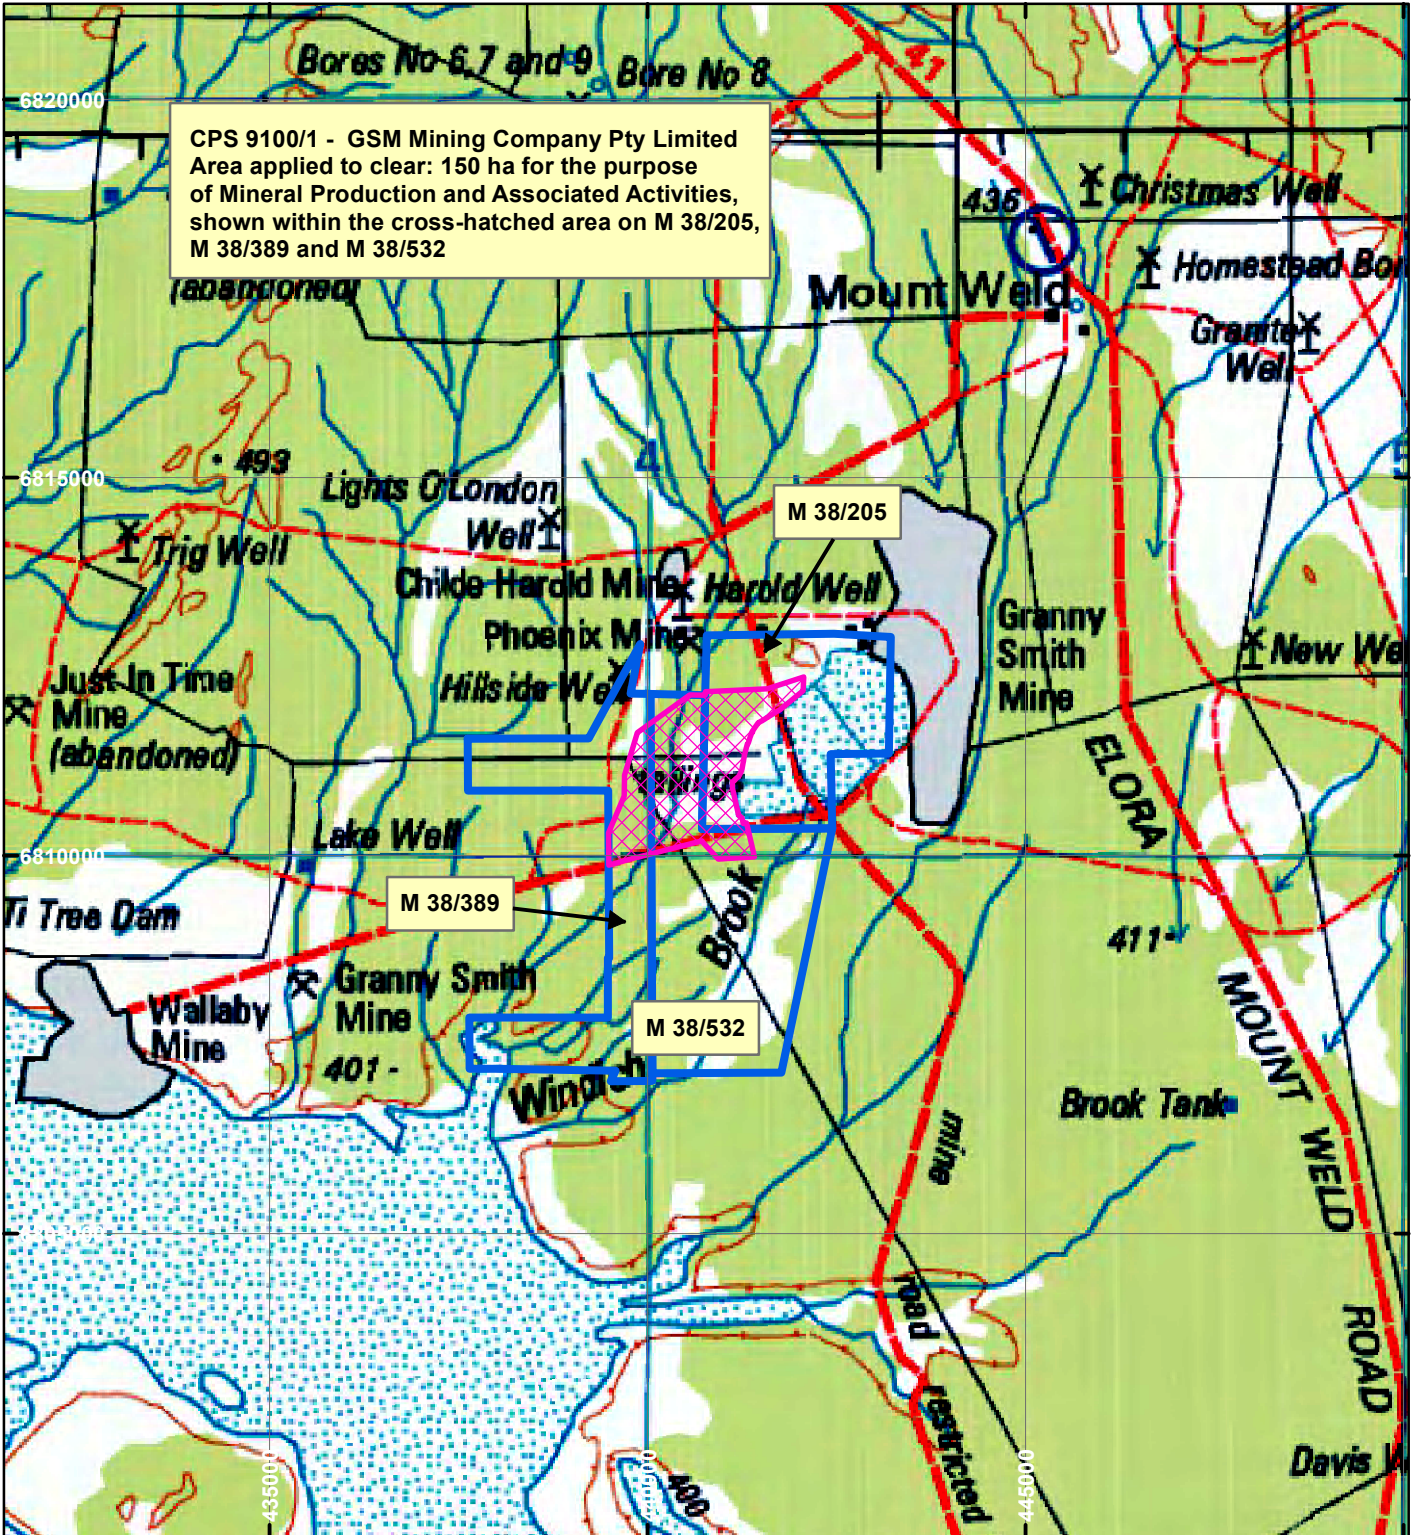 Bores No 6,7 and 9
Bore No 8
41
6820000
CPS 9100/1 - GSM Mining Company Pty Limited
Area applied to clear: 150 ha for the purpose
of Mineral Production and Associated Activities,
shown within the cross-hatched area on M 38/205,
M 38/389 and M 38/532
(abandoned)
436
Christmas Well
Homestead Bor
Mount Weld
Granite
Well
4
5
6815000
493
Lights O'London
Well
M 38/205
Trig Well
Childe Harold Mine
Harold Well
Phoenix Mine
Granny
Smith
Mine
New We
Hillside We
Just In Time
Mine
(abandoned)
ELORA
Lake Well
6810000
M 38/389
Ti Tree Dam
Brook
411
Granny Smith
Mine
Wallaby
Mine
M 38/532
MOUNT
401
Windich
Brook Tank
mine
WELD
road
ROAD
restricted
Davis W
435000
400
445000